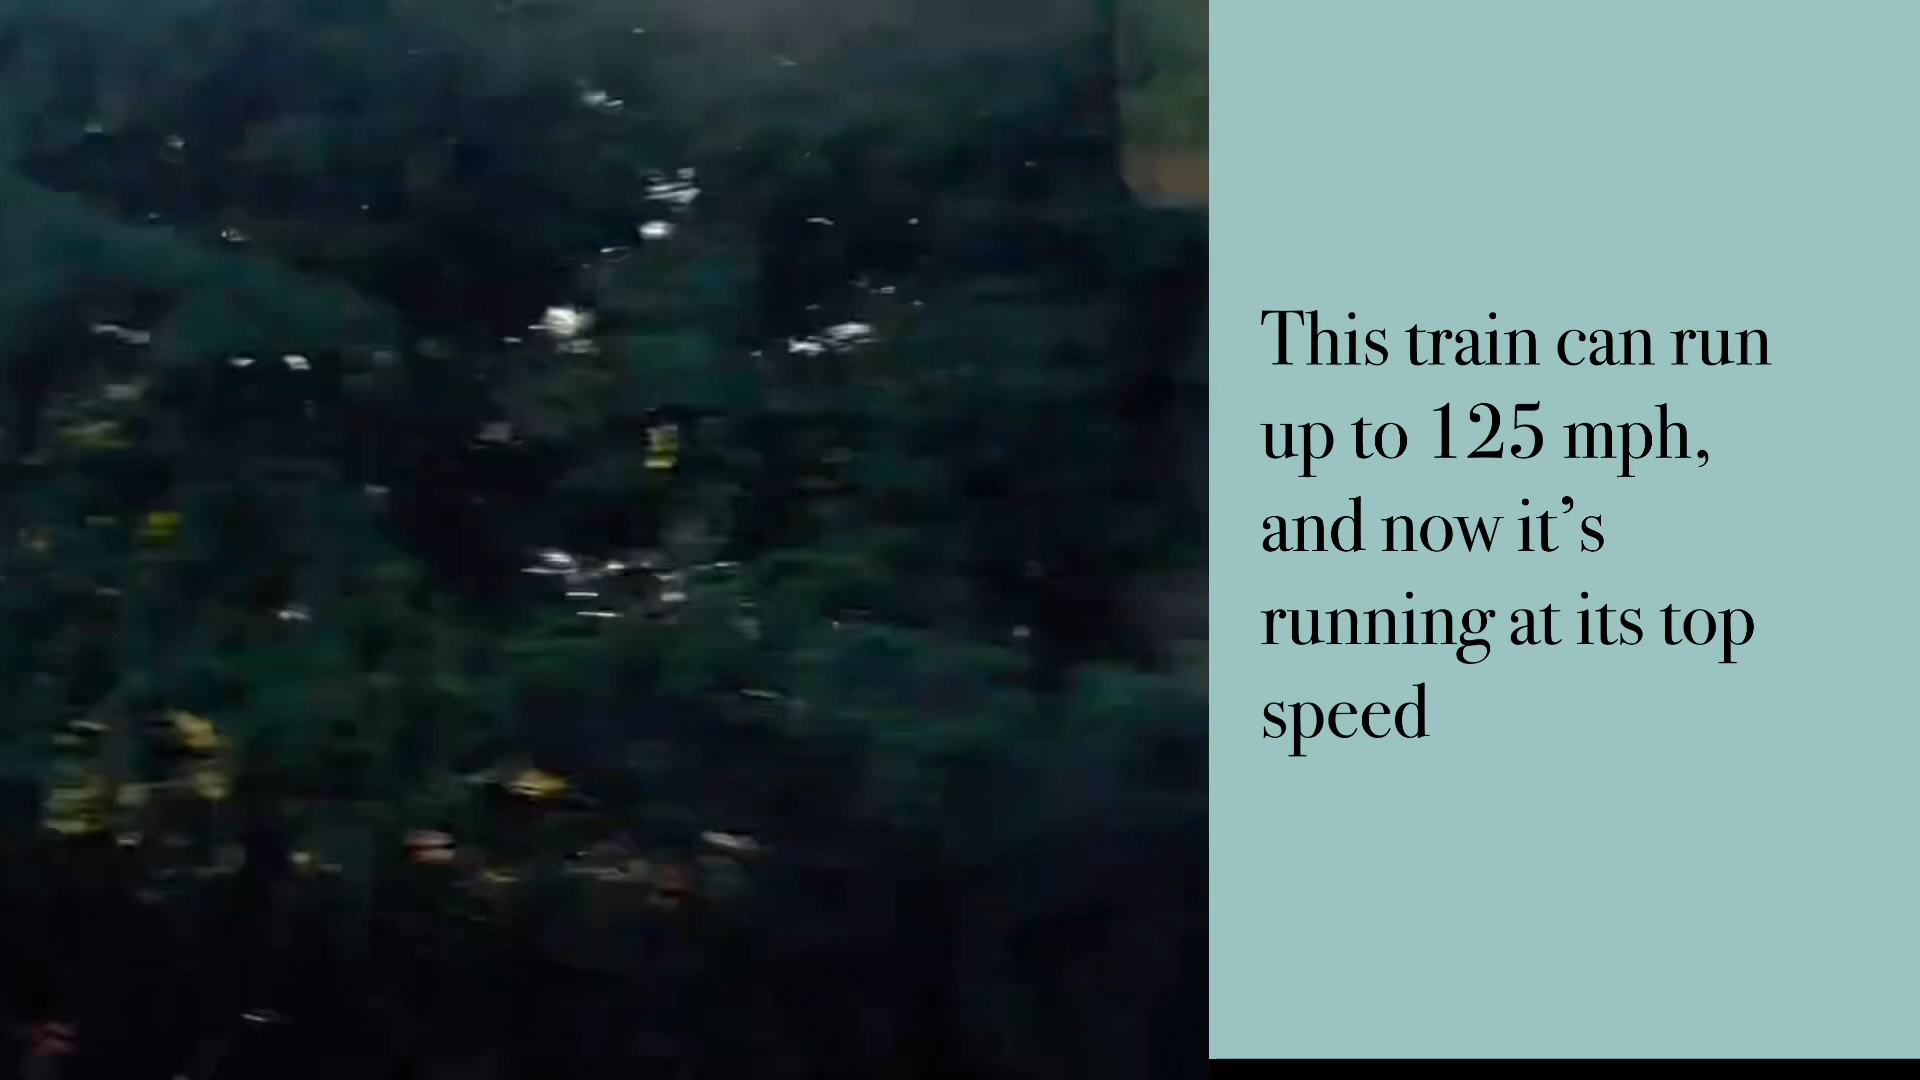 This train can run
up to 125 mph,
and now it’s
running at its top
speed